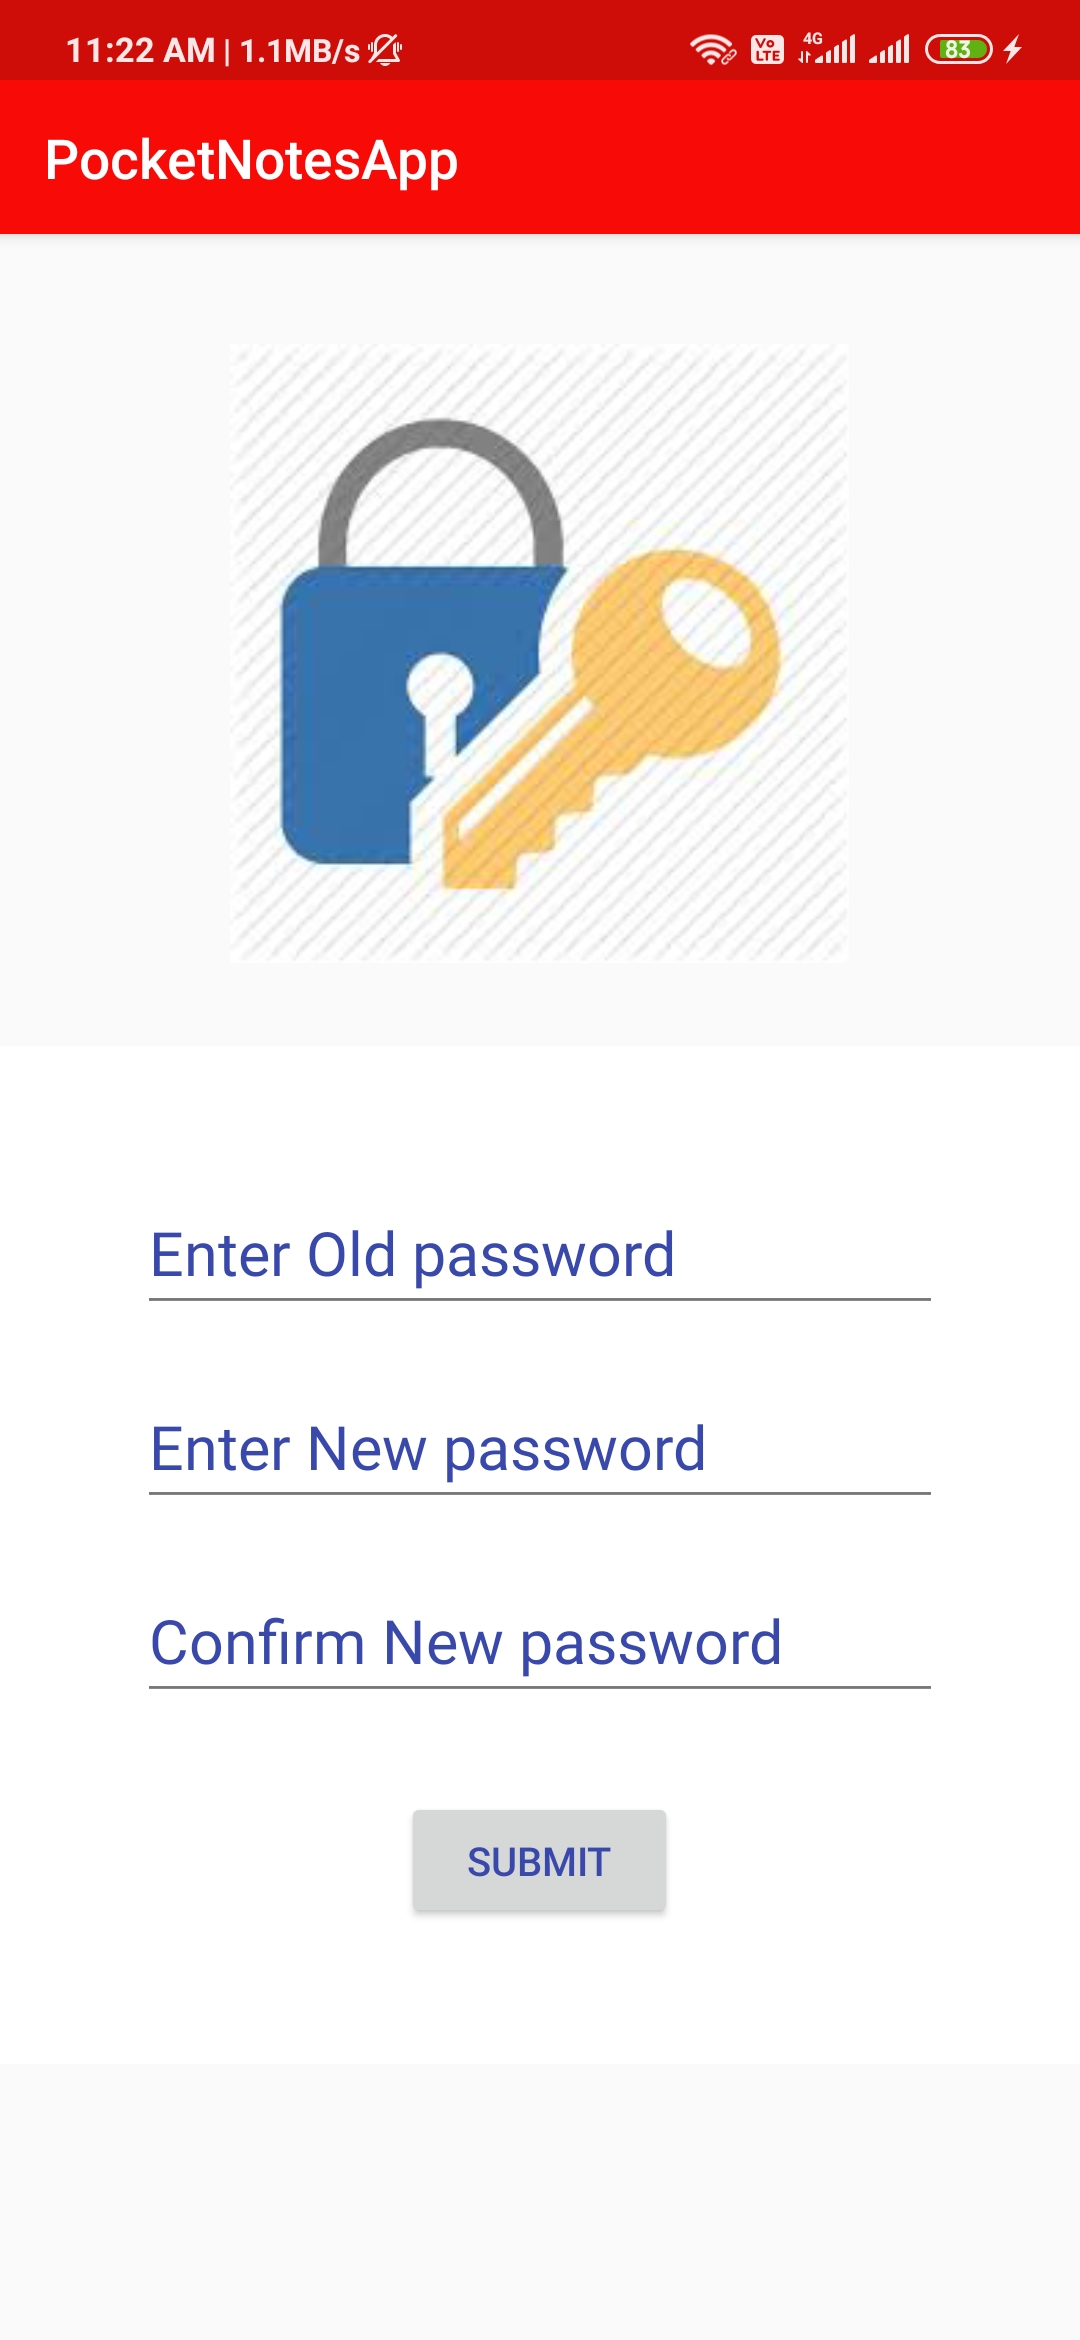 11:22 AM | 1.1MB/s Vo LTE 4G 83
PocketNotesApp
Enter Old password
Enter New password
Confirm New password
SUBMIT